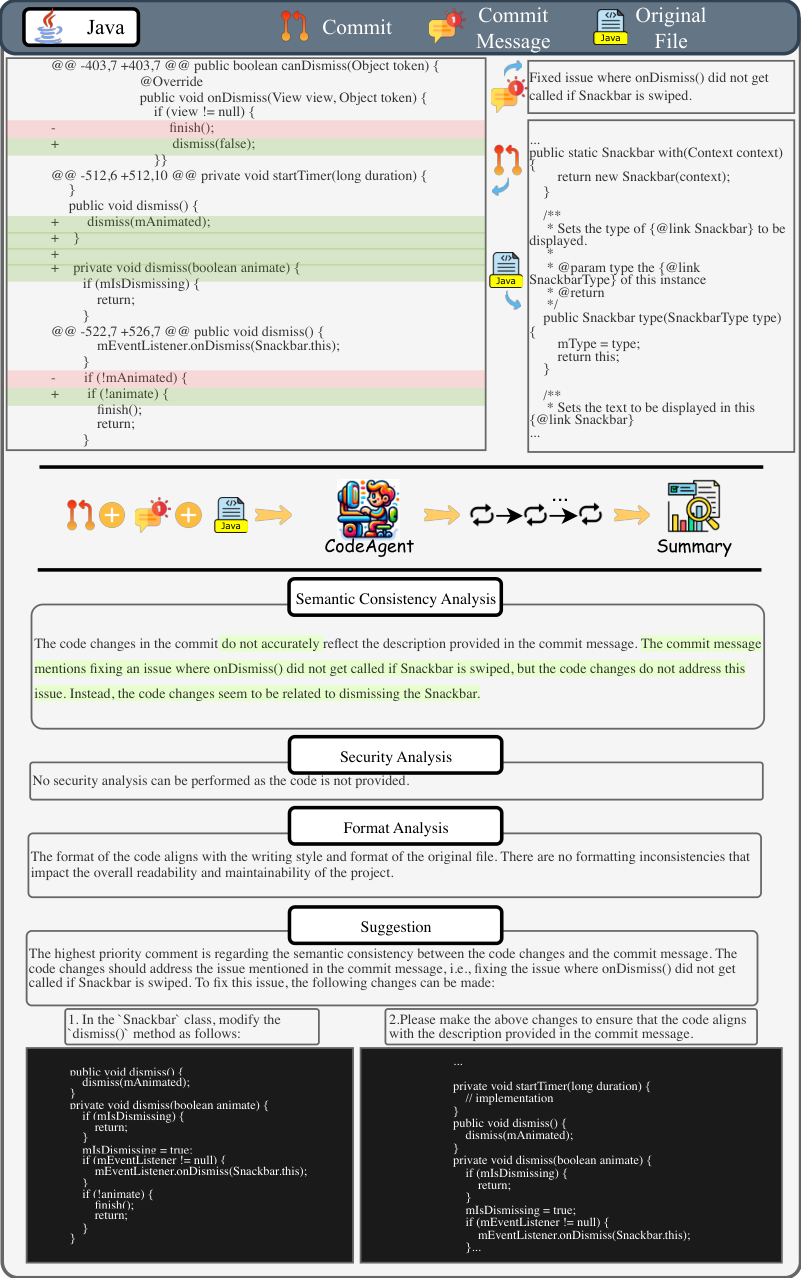 Java
Commit
Commit
Message
Original
File
Java
@@ -403,7 +403,7 @@ public boolean canDismiss(Object token) {
@Override
public void onDismiss(View view, Object token) {
if (view != null) {
- finish();
+ dismiss(false);
}}
@@ -512,6 +512,10 @@ private void startTimer(long duration) {
}
public void dismiss() {
+ dismiss(mAnimated);
+ }
+
+ private void dismiss(boolean animate) {
if (mIsDismissing) {
return;
}
@@ -522,7 +526,7 @@ public void dismiss() {
mEventListener.onDismiss(Snackbar.this);
}
- if (!mAnimated) {
+ if (!animate) {
finish();
return;
}
1
Java
Fixed issue where onDismiss() did not get
called if Snackbar is swiped.
...
public static Snackbar with(Context context)
{
return new Snackbar(context);
}
/**
* Sets the type of {@link Snackbar} to be
displayed.
*
* @param type the {@link
SnackbarType} of this instance
* @return
*/
public Snackbar type(SnackbarType type)
{
mType = type;
return this;
}
/**
* Sets the text to be displayed in this
{@link Snackbar}
...
1
Java
...
CodeAgent
Summary
Semantic Consistency Analysis
The code changes in the commit do not accurately reflect the description provided in the commit message. The commit message
mentions fixing an issue where onDismiss() did not get called if Snackbar is swiped, but the code changes do not address this
issue. Instead, the code changes seem to be related to dismissing the Snackbar.
Security Analysis
No security analysis can be performed as the code is not provided.
Format Analysis
The format of the code aligns with the writing style and format of the original file. There are no formatting inconsistencies that
impact the overall readability and maintainability of the project.
Suggestion
The highest priority comment is regarding the semantic consistency between the code changes and the commit message. The
code changes should address the issue mentioned in the commit message, i.e., fixing the issue where onDismiss() did not get
called if Snackbar is swiped. To fix this issue, the following changes can be made:
1. In the `Snackbar` class, modify the
`dismiss()` method as follows:
public void dismiss() {
dismiss(mAnimated);
}
private void dismiss(boolean animate) {
if (mIsDismissing) {
return;
}
mIsDismissing = true;
if (mEventListener != null) {
mEventListener.onDismiss(Snackbar.this);
}
if (!animate) {
finish();
return;
}
}
2.Please make the above changes to ensure that the code aligns
with the description provided in the commit message.
...
private void startTimer(long duration) {
// implementation
}
public void dismiss() {
dismiss(mAnimated);
}
private void dismiss(boolean animate) {
if (mIsDismissing) {
return;
}
mIsDismissing = true;
if (mEventListener != null) {
mEventListener.onDismiss(Snackbar.this);
}...